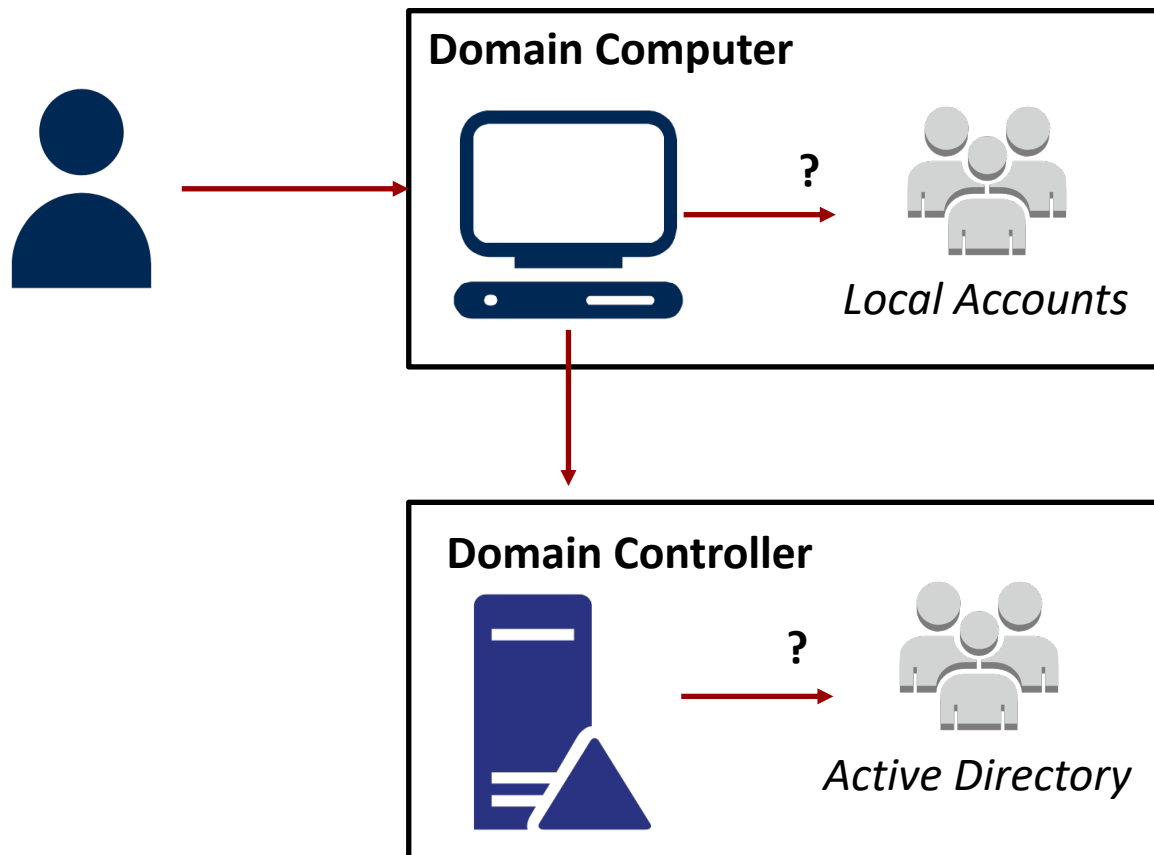 Domain Computer
?
Local Accounts
Domain Controller
?
Active Directory